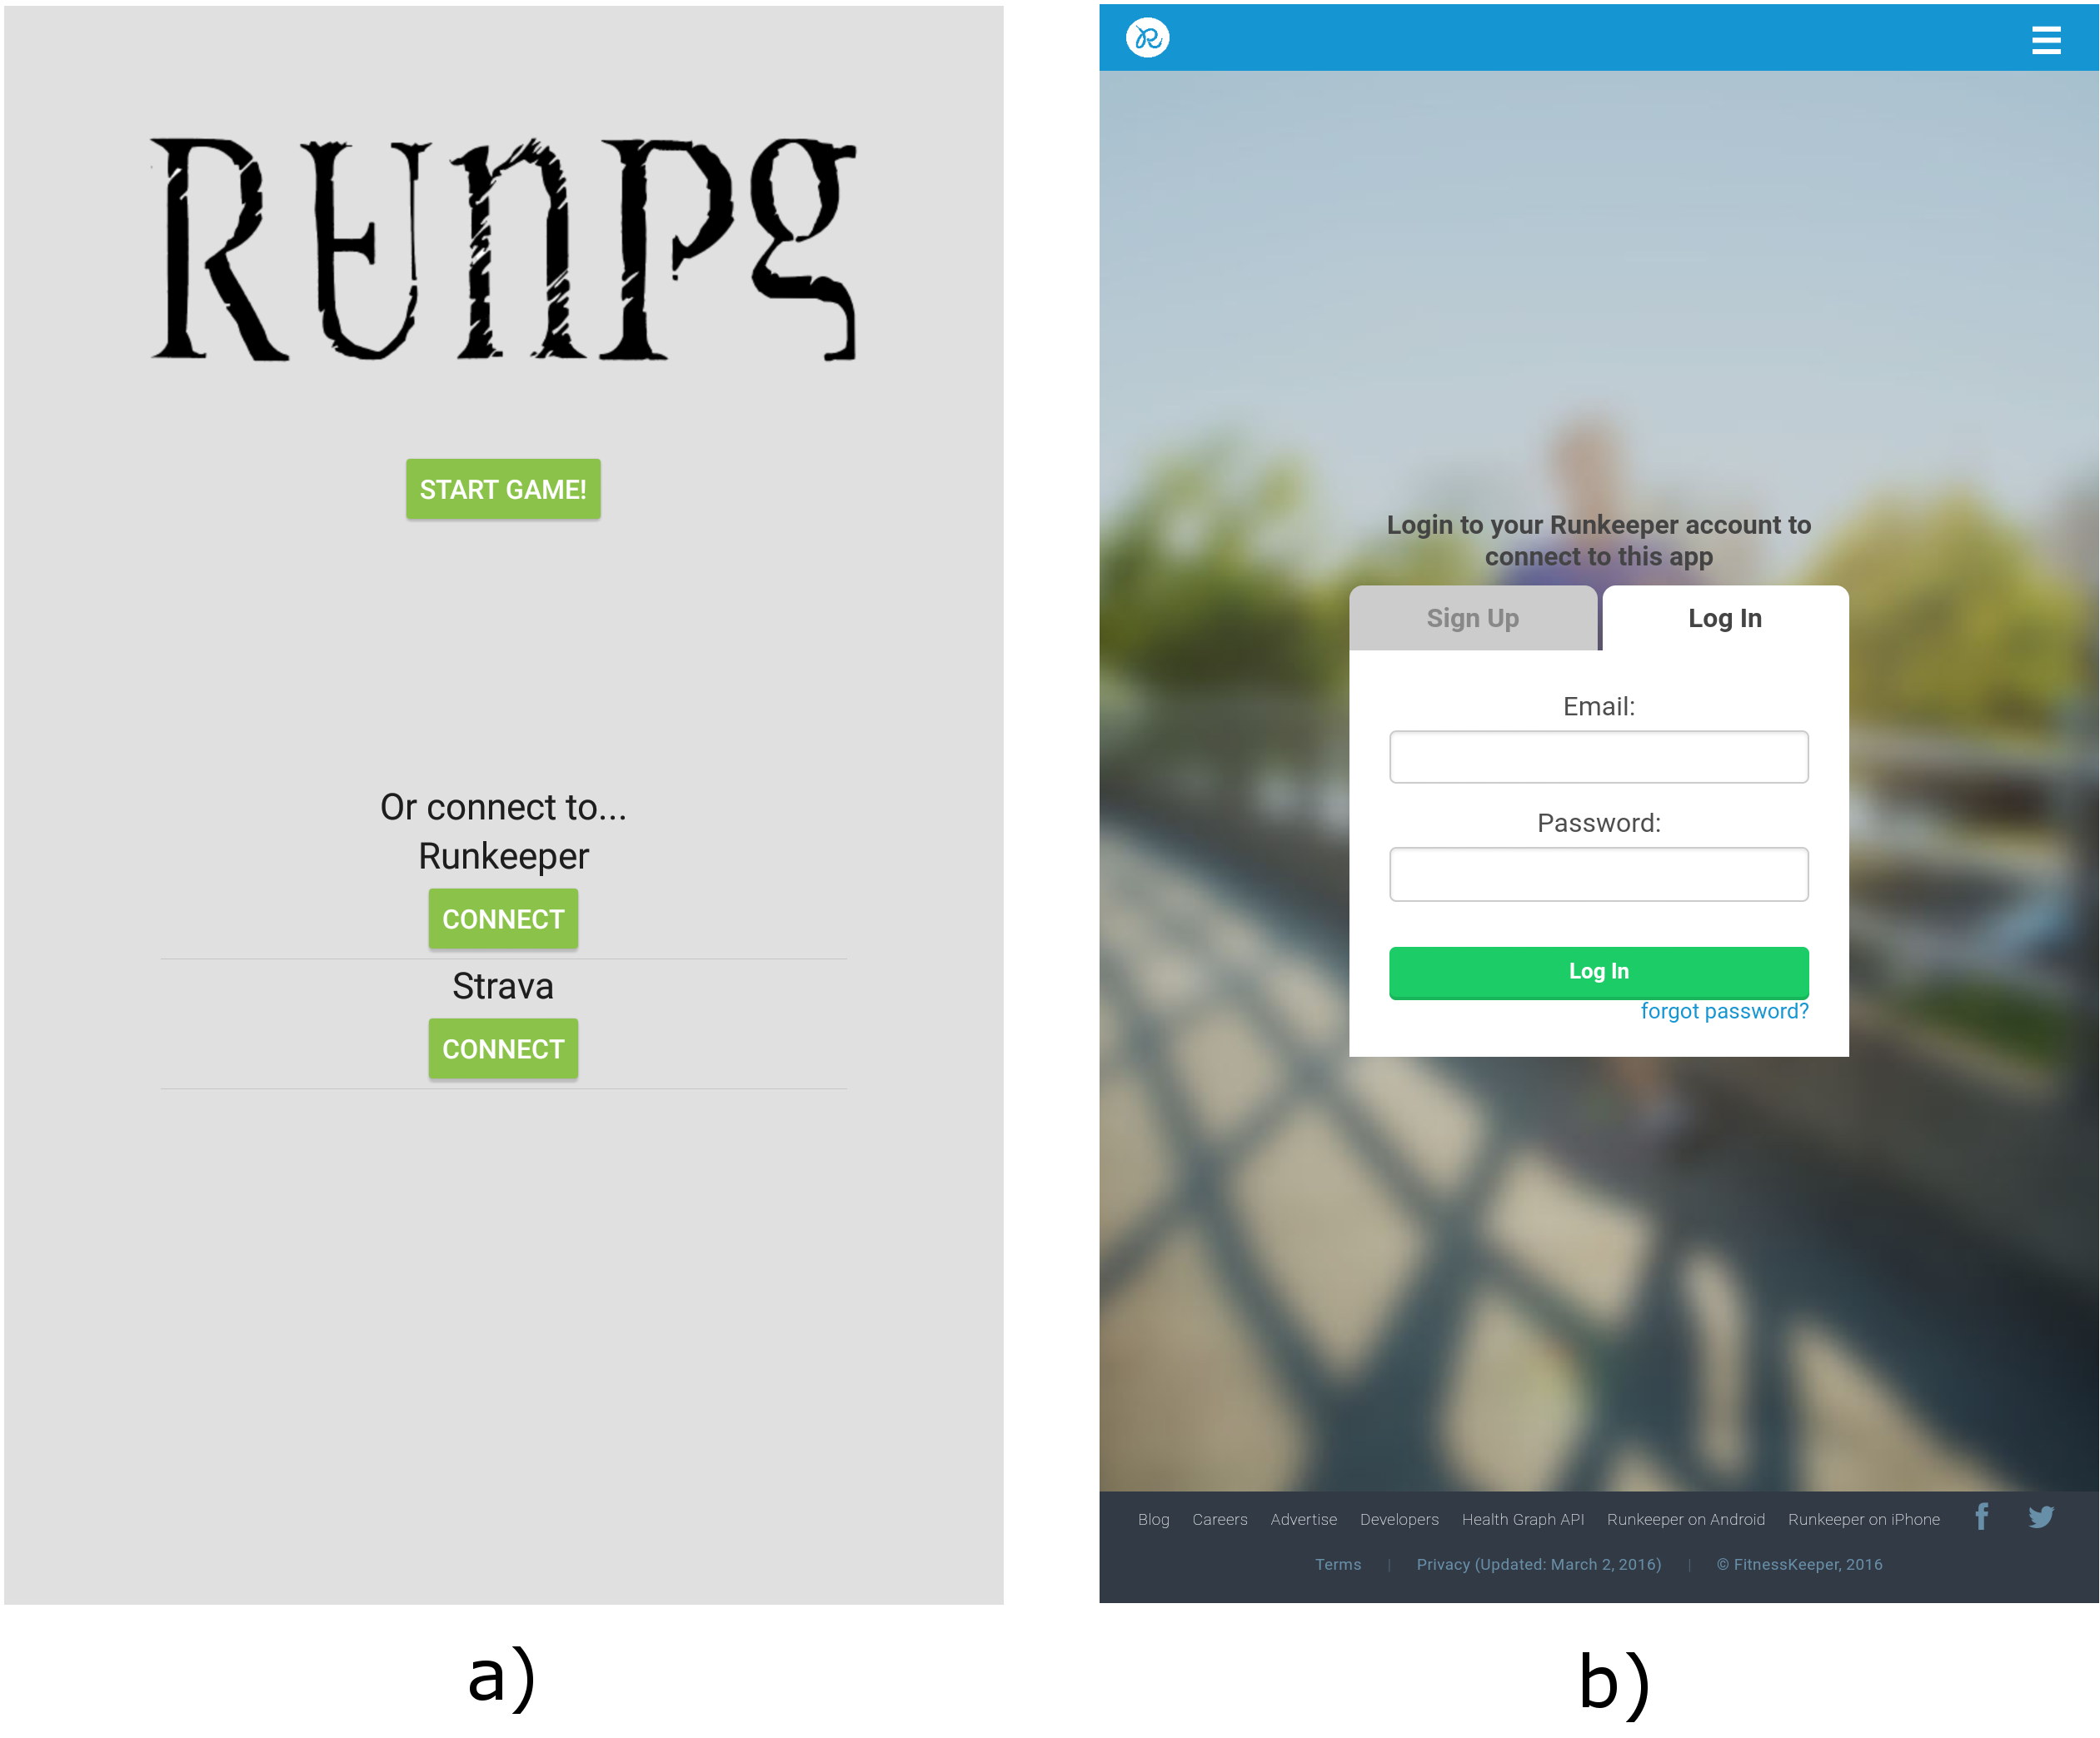 RUNPg
START GAME!
Or connect to...
Runkeeper
CONNECT
Strava
CONNECT
a)
R
Login to your Runkeeper account to
connect to this app
Sign Up Log In
Email:
Password:
Log In
forgot password?
Blog Careers Advertise Developers Health Graph API Runkeeper on Android Runkeeper on iPhone
Terms | Privacy (Updated: March 2, 2016) | © FitnessKeeper, 2016
b)